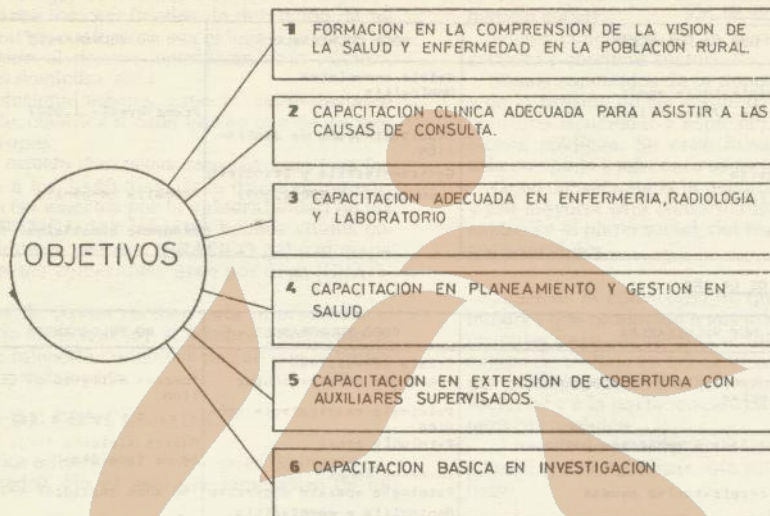 1 FORMACION EN LA COMPRENSION DE LA VISION DE
LA SALUD Y ENFERMEDAD EN LA POBLACIÓN RURAL.
2 CAPACITACION CLINICA ADECUADA PARA ASISTIR A LAS
CAUSAS DE CONSULTA.
3 CAPACITACION ADECUADA EN ENFERMERIA, RADIOLOGIA
Y LABORATORIO
OBJETIVOS
4 CAPACITACIÓN EN PLANEAMIENTO Y GESTION EN
SALUD
5 CAPACITACION EN EXTENSION DE COBERTURA CON
AUXILIARES SUPERVISADOS.
6 CAPACITACION BASICA EN INVESTIGACION